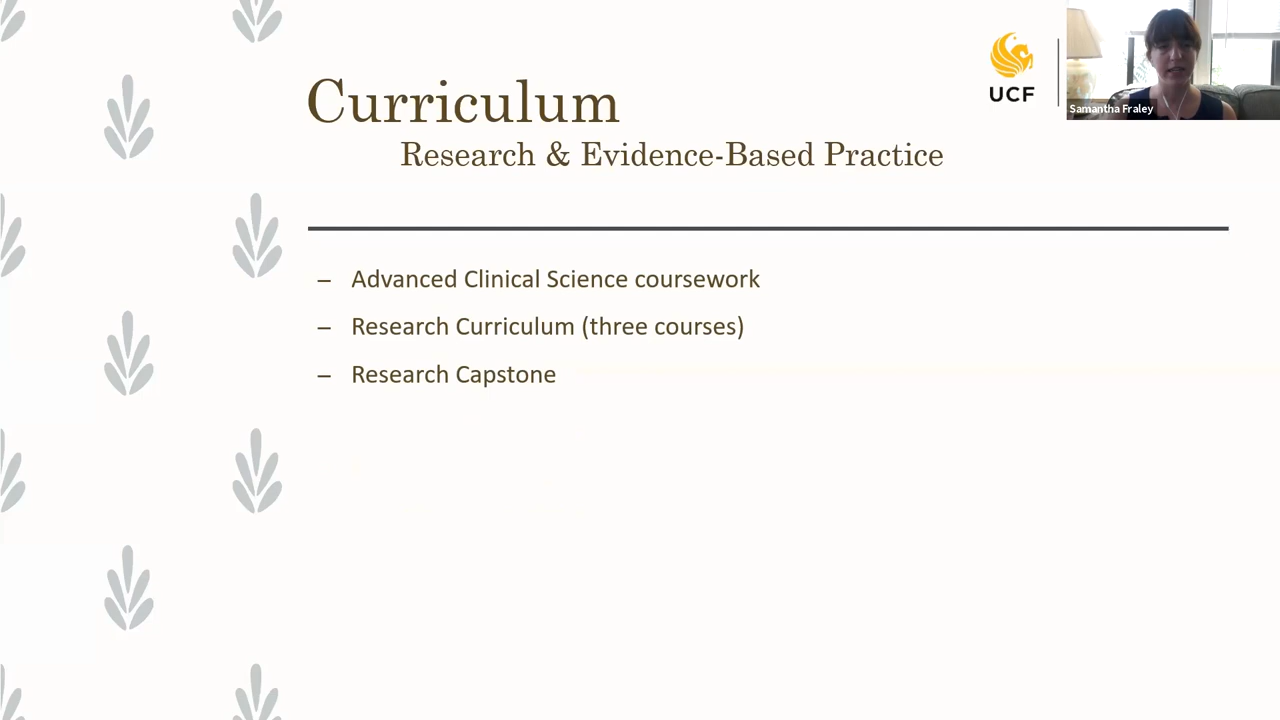 Curriculum
Research & Evidence-Based Practice
UCF
Samantha Fraley
– Advanced Clinical Science coursework
– Research Curriculum (three courses)
– Research Capstone